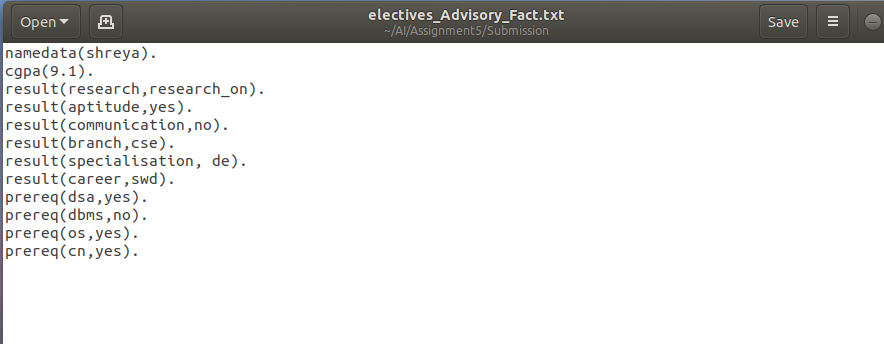 Open
electives_Advisory_Fact.txt
~/AI/Assignment5/Submission
Save
namedata(shreya).
cgpa(9.1).
result(research,research_on).
result(aptitude,yes).
result(communication,no).
result(branch,cse).
result(specialisation, de).
result(career,swd).
prereq(dsa,yes).
prereq(dbms,no).
prereq(os,yes).
prereq(cn,yes).